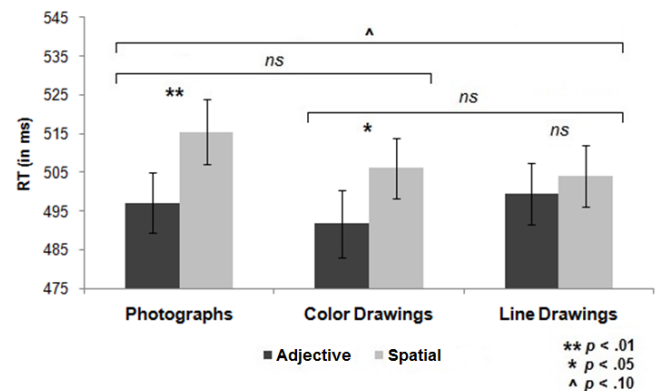 545
535
525
515
505
495
485
475
RT (in ms)
^
ns
ns
**
*
ns
Photographs Color Drawings Line Drawings
Adjective Spatial
** p < .01
* p < .05
^ p < .10